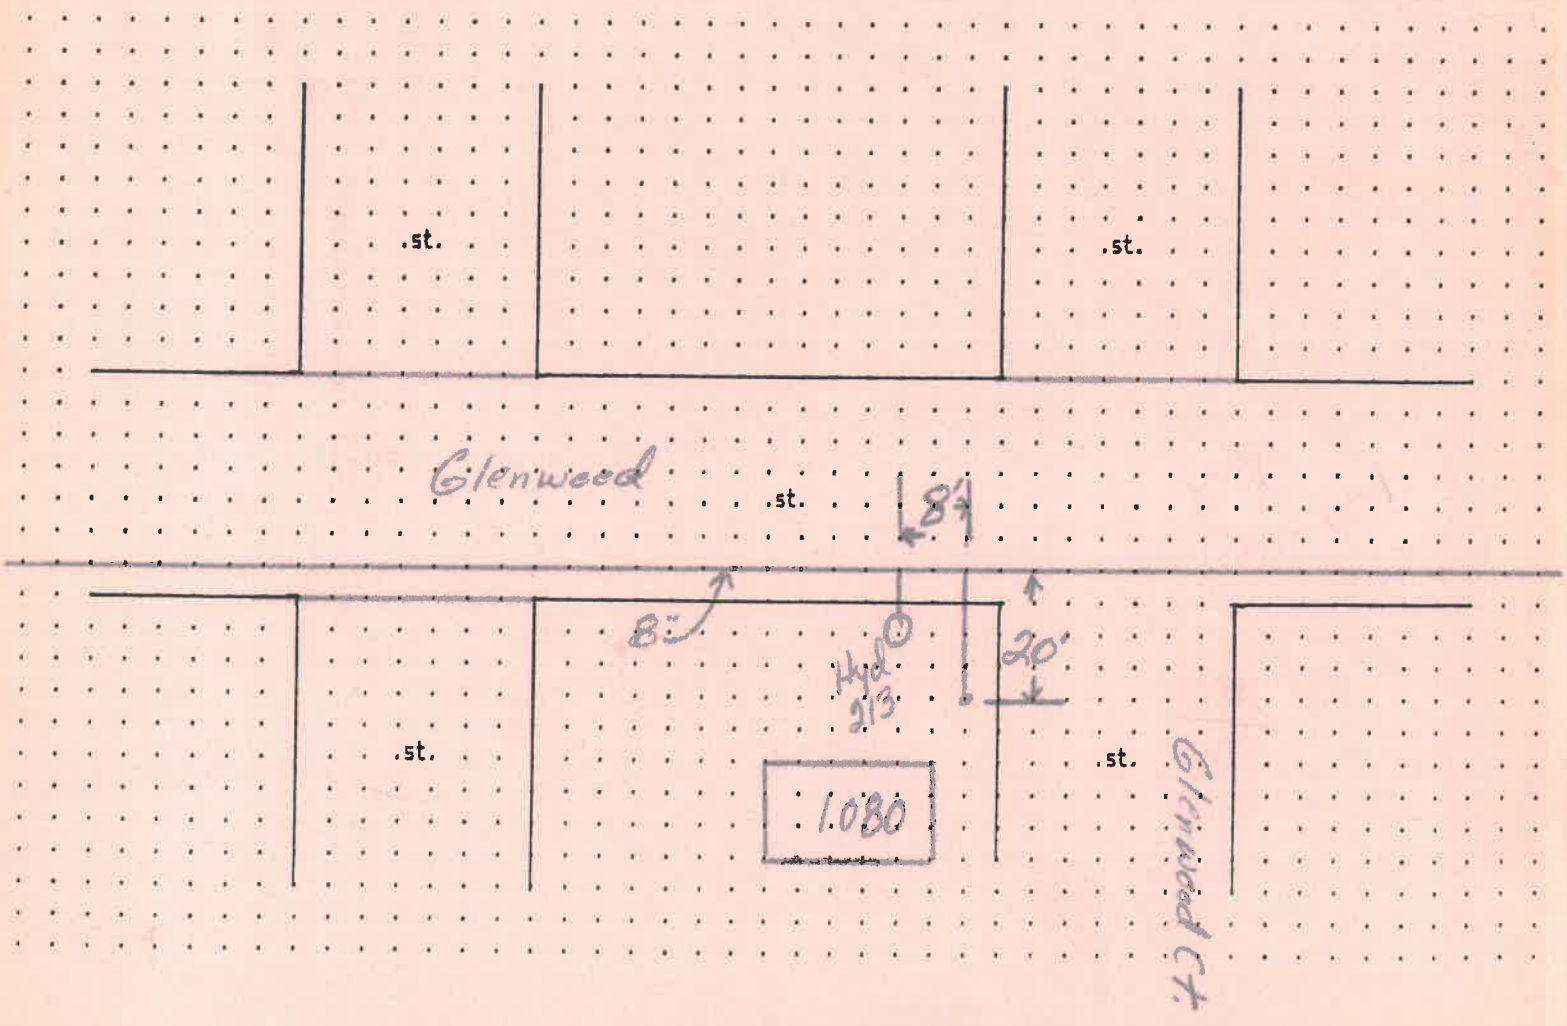 .st.
.st.
Glenwood
.st.
8'
8"
Hyd
213
20'
.st.
.st.
1080
Glenwood Ct.